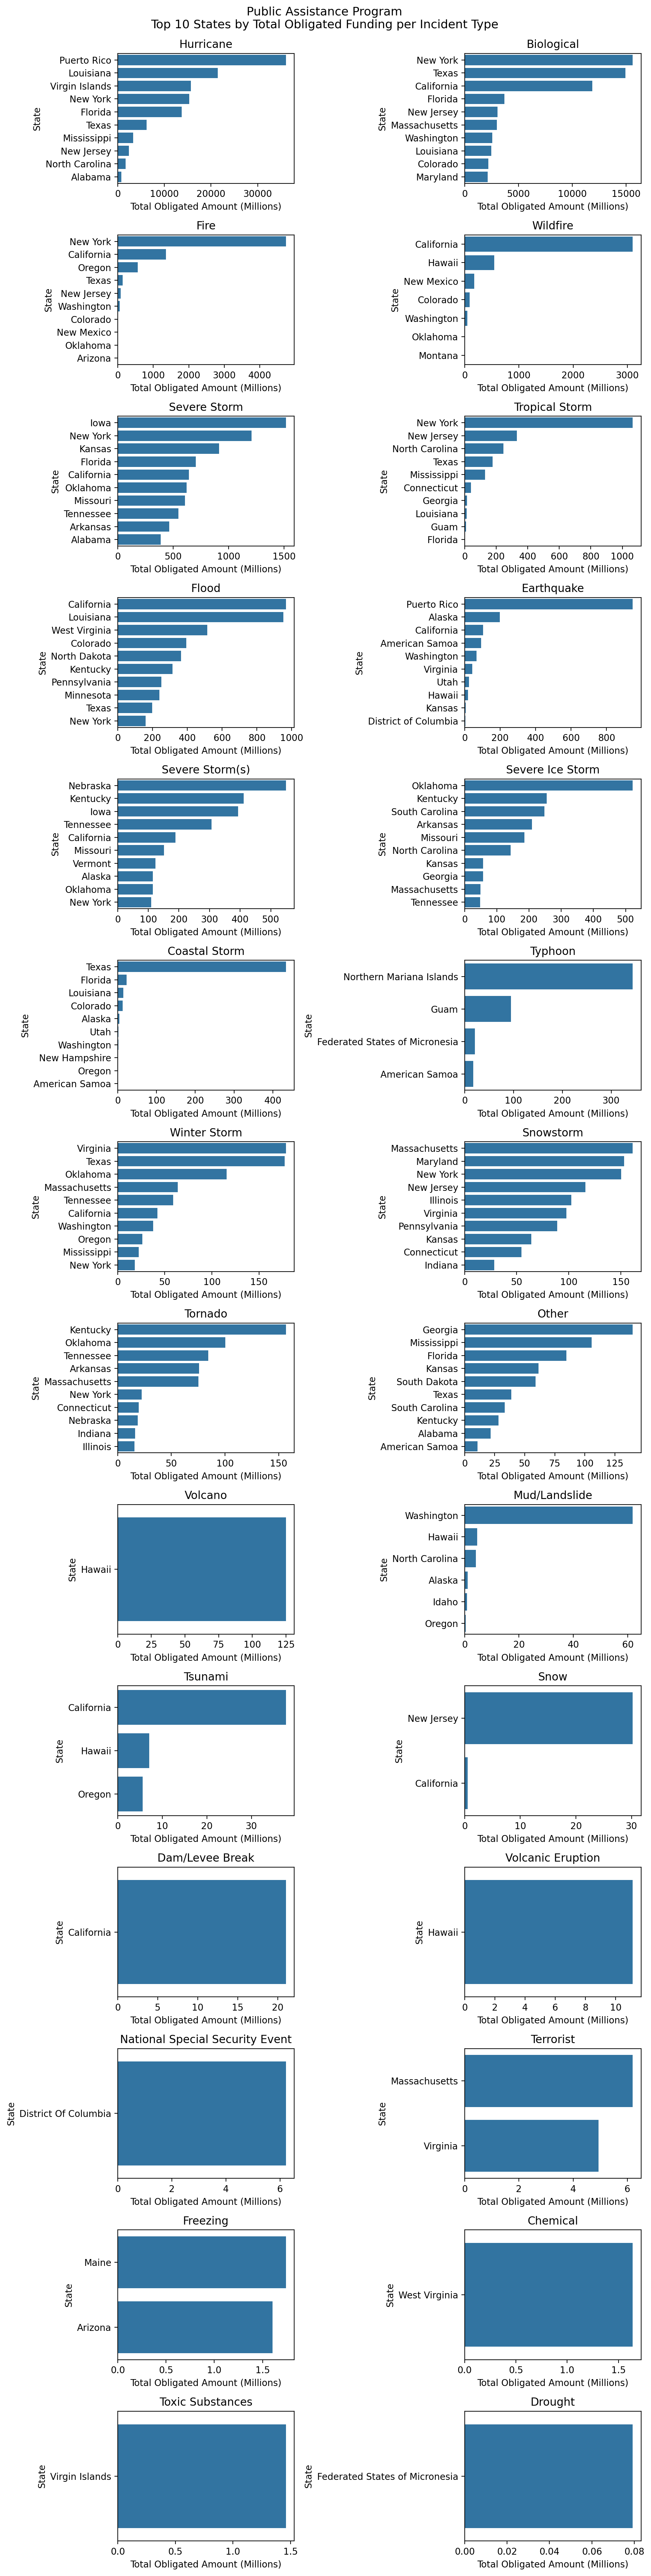 Public Assistance Program
Top 10 States by Total Obligated Funding per Incident Type
Hurricane
State
Puerto Rico
Louisiana
Virgin Islands
New York
Florida
Texas
Mississippi
New Jersey
North Carolina
Alabama
0 10000 20000 30000
Total Obligated Amount (Millions)
Biological
State
New York
Texas
California
Florida
New Jersey
Massachusetts
Washington
Louisiana
Colorado
Maryland
0 5000 10000 15000
Total Obligated Amount (Millions)
Fire
State
New York
California
Oregon
Texas
New Jersey
Washington
Colorado
New Mexico
Oklahoma
Arizona
0 1000 2000 3000 4000
Total Obligated Amount (Millions)
Wildfire
State
California
Hawaii
New Mexico
Colorado
Washington
Oklahoma
Montana
0 1000 2000 3000
Total Obligated Amount (Millions)
Severe Storm
State
Iowa
New York
Kansas
Florida
California
Oklahoma
Missouri
Tennessee
Arkansas
Alabama
0 500 1000 1500
Total Obligated Amount (Millions)
Tropical Storm
State
New York
New Jersey
North Carolina
Texas
Mississippi
Connecticut
Georgia
Louisiana
Guam
Florida
0 200 400 600 800 1000
Total Obligated Amount (Millions)
Flood
State
California
Louisiana
West Virginia
Colorado
North Dakota
Kentucky
Pennsylvania
Minnesota
Texas
New York
0 200 400 600 800 1000
Total Obligated Amount (Millions)
Earthquake
State
Puerto Rico
Alaska
California
American Samoa
Washington
Virginia
Utah
Hawaii
Kansas
District of Columbia
0 200 400 600 800
Total Obligated Amount (Millions)
Severe Storm(s)
State
Nebraska
Kentucky
Iowa
Tennessee
California
Missouri
Vermont
Alaska
Oklahoma
New York
0 100 200 300 400 500
Total Obligated Amount (Millions)
Severe Ice Storm
State
Oklahoma
Kentucky
South Carolina
Arkansas
Missouri
North Carolina
Kansas
Georgia
Massachusetts
Tennessee
0 100 200 300 400 500
Total Obligated Amount (Millions)
Coastal Storm
State
Texas
Florida
Louisiana
Colorado
Alaska
Utah
Washington
New Hampshire
Oregon
American Samoa
0 100 200 300 400
Total Obligated Amount (Millions)
Typhoon
State
Northern Mariana Islands
Guam
Federated States of Micronesia
American Samoa
0 100 200 300
Total Obligated Amount (Millions)
Winter Storm
State
Virginia
Texas
Oklahoma
Massachusetts
Tennessee
California
Washington
Oregon
Mississippi
New York
0 50 100 150
Total Obligated Amount (Millions)
Snowstorm
State
Massachusetts
Maryland
New York
New Jersey
Illinois
Virginia
Pennsylvania
Kansas
Connecticut
Indiana
0 50 100 150
Total Obligated Amount (Millions)
Tornado
State
Kentucky
Oklahoma
Tennessee
Arkansas
Massachusetts
New York
Connecticut
Nebraska
Indiana
Illinois
0 50 100 150
Total Obligated Amount (Millions)
Other
State
Georgia
Mississippi
Florida
Kansas
South Dakota
Texas
South Carolina
Kentucky
Alabama
American Samoa
0 25 50 75 100 125
Total Obligated Amount (Millions)
Volcano
State
Hawaii
0 25 50 75 100 125
Total Obligated Amount (Millions)
Mud/Landslide
State
Washington
Hawaii
North Carolina
Alaska
Idaho
Oregon
0 20 40 60
Total Obligated Amount (Millions)
Tsunami
State
California
Hawaii
Oregon
0 10 20 30
Total Obligated Amount (Millions)
Snow
State
New Jersey
California
0 10 20 30
Total Obligated Amount (Millions)
Dam/Levee Break
State
California
0 5 10 15 20
Total Obligated Amount (Millions)
Volcanic Eruption
State
Hawaii
0 2 4 6 8 10
Total Obligated Amount (Millions)
National Special Security Event
State
District Of Columbia
0 2 4 6
Total Obligated Amount (Millions)
Terrorist
State
Massachusetts
Virginia
0 2 4 6
Total Obligated Amount (Millions)
Freezing
State
Maine
Arizona
0.0 0.5 1.0 1.5
Total Obligated Amount (Millions)
Chemical
State
West Virginia
0.0 0.5 1.0 1.5
Total Obligated Amount (Millions)
Toxic Substances
State
Virgin Islands
0.0 0.5 1.0 1.5
Total Obligated Amount (Millions)
Drought
State
Federated States of Micronesia
0.00 0.02 0.04 0.06 0.08
Total Obligated Amount (Millions)